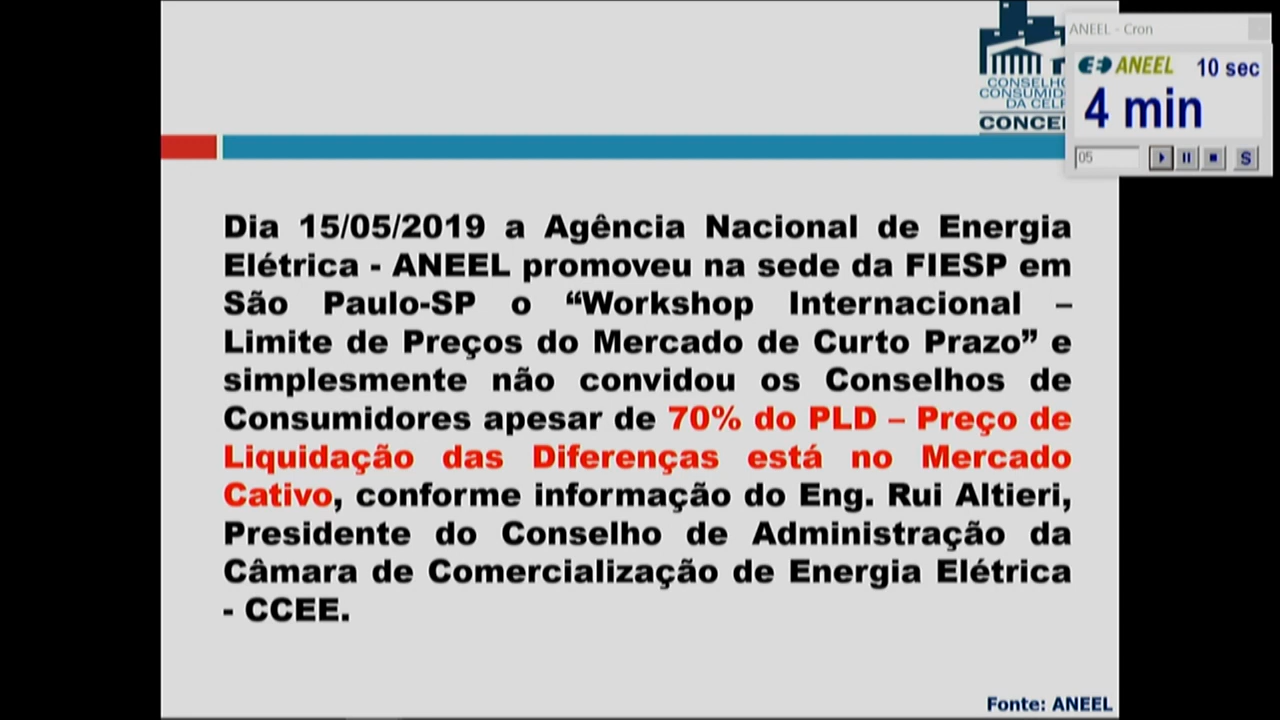 ANEEL - Cron
ANEEL 10 sec
4 min
05
S
CONSELH
CONSUMID
DA CEL
CONCE
Dia 15/05/2019 a Agência Nacional de Energia
Elétrica - ANEEL promoveu na sede da FIESP em
São Paulo-SP o “Workshop Internacional –
Limite de Preços do Mercado de Curto Prazo” e
simplesmente não convidou os Conselhos de
Consumidores apesar de 70% do PLD – Preço de
Liquidação das Diferenças está no Mercado
Cativo, conforme informação do Eng. Rui Altieri,
Presidente do Conselho de Administração da
Câmara de Comercialização de Energia Elétrica
- CCEE.
Fonte: ANEEL